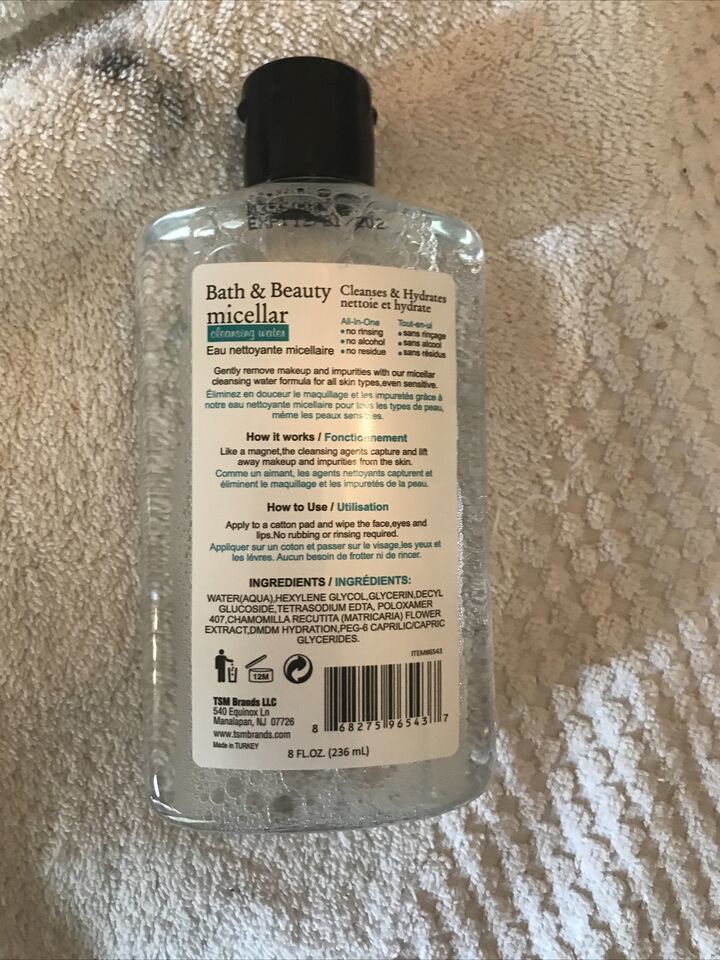 Bath & Beauty
micellar
cleansing water
Eau nettoyante micellaire
Cleanses & Hydrates
nettoie et hydrate
All-In-One
• no rinsing
• no alcohol
• no residue
Tout-en-ui
• sans rinçage
• sans alcool
• sans résidus
Gently remove makeup and impurities with our micellar
cleansing water formula for all skin types,even sensitive.
Éliminez en douceur le maquillage et les impuretés grâce à
notre eau nettoyante micellaire pour tous les types de peau,
même les peaux sensibles.
How it works / Fonctionnement
Like a magnet,the cleansing agents capture and lift
away makeup and impurities from the skin.
Comme un aimant, les agents nettoyants capturent et
éliminent le maquillage et les impuretés de la peau.
How to Use / Utilisation
Apply to a catton pad and wipe the face,eyes and
lips.No rubbing or rinsing required.
Appliquer sur un coton et passer sur le visage,les yeux et
les lévres. Aucun besoin de frotter ni de rincer.
INGREDIENTS / INGRÉDIENTS:
WATER(AQUA),HEXYLENE GLYCOL,GLYCERIN,DECYL
GLUCOSIDE,TETRASODIUM EDTA, POLOXAMER
407,CHAMOMILLA RECUTITA (MATRICARIA) FLOWER
EXTRACT,DMDM HYDRATION,PEG-6 CAPRILIC/CAPRIC
GLYCERIDES.
ITEM#6543
12M
TSM Brands LLC
540 Equinox Ln
Manalapan, NJ 07726
www.tsmbrands.com
Made in TURKEY
8 68275 96543 7
8 FL.OZ. (236 mL)